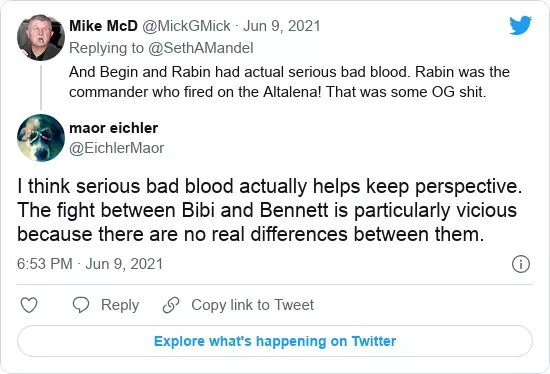 Mike McD @MickGMick · Jun 9, 2021
Replying to @SethAMandel
And Begin and Rabin had actual serious bad blood. Rabin was the
commander who fired on the Altalena! That was some OG shit.
maor eichler
@EichlerMaor
I think serious bad blood actually helps keep perspective.
The fight between Bibi and Bennett is particularly vicious
because there are no real differences between them.
6:53 PM · Jun 9, 2021
Reply Copy link to Tweet
Explore what's happening on Twitter